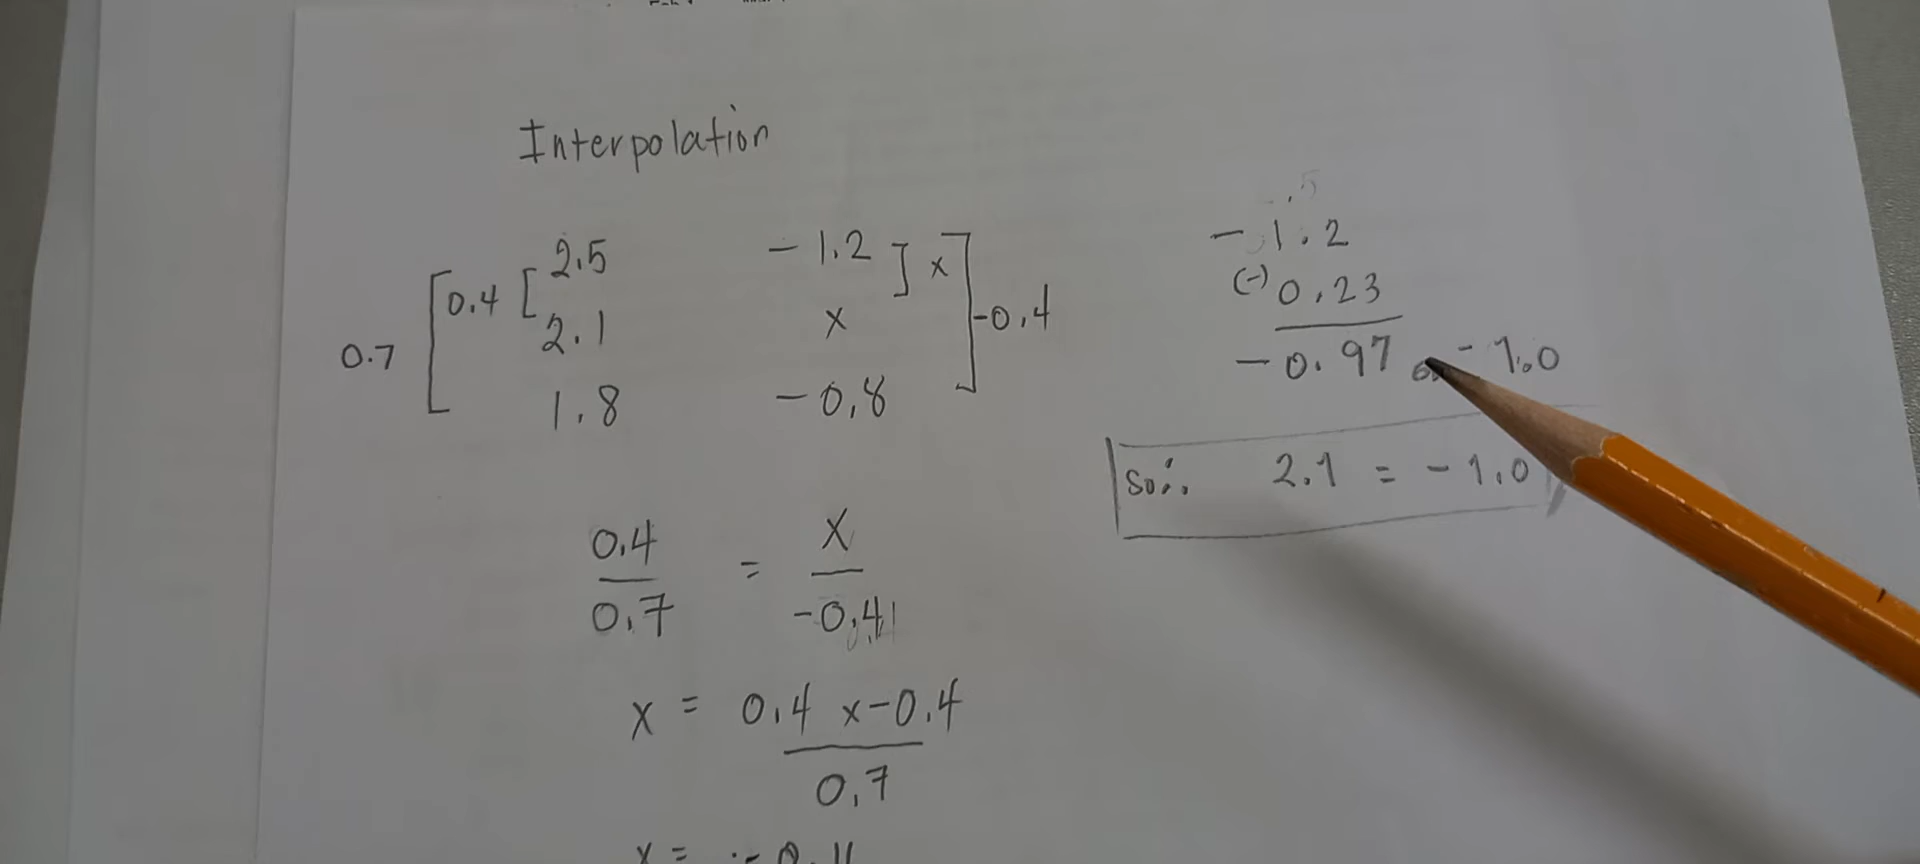 Interpolation
0.7 [ 0.4 [ 2.5 - 1.2 ] x ] -0.4
2.1 x
1.8 - 0.8
0.4 / 0.7 = x / -0.4
x = 0.4 x -0.4 / 0.7
- 1.2
(-) 0.23
- 0.97 - 1.0
So:. 2.1 = - 1.0